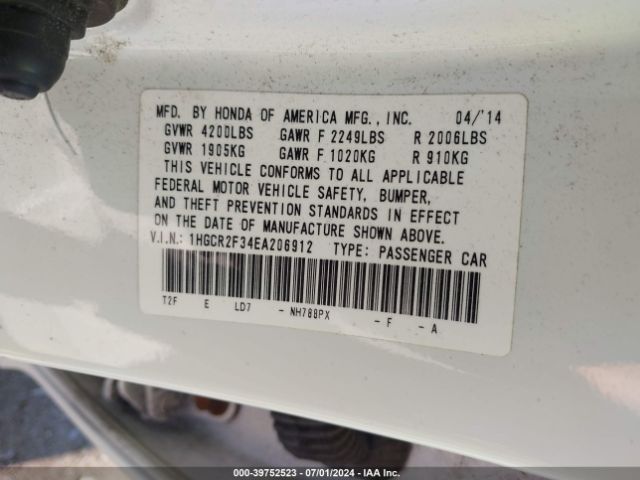 MFD. BY HONDA OF AMERICA MFG., INC. 04/'14
GVWR 4200LBS GAWR F 2249LBS R 2006LBS
GVWR 1905KG GAWR F 1020KG R 910KG
THIS VEHICLE CONFORMS TO ALL APPLICABLE
FEDERAL MOTOR VEHICLE SAFETY, BUMPER,
AND THEFT PREVENTION STANDARDS IN EFFECT
ON THE DATE OF MANUFACTURE SHOWN ABOVE.
V.I.N.: 1HGCR2F34EA206912 TYPE: PASSENGER CAR
T2F E LD7 - NH788PX - F - A
000-39752523 07/01/2024 IAA Inc.